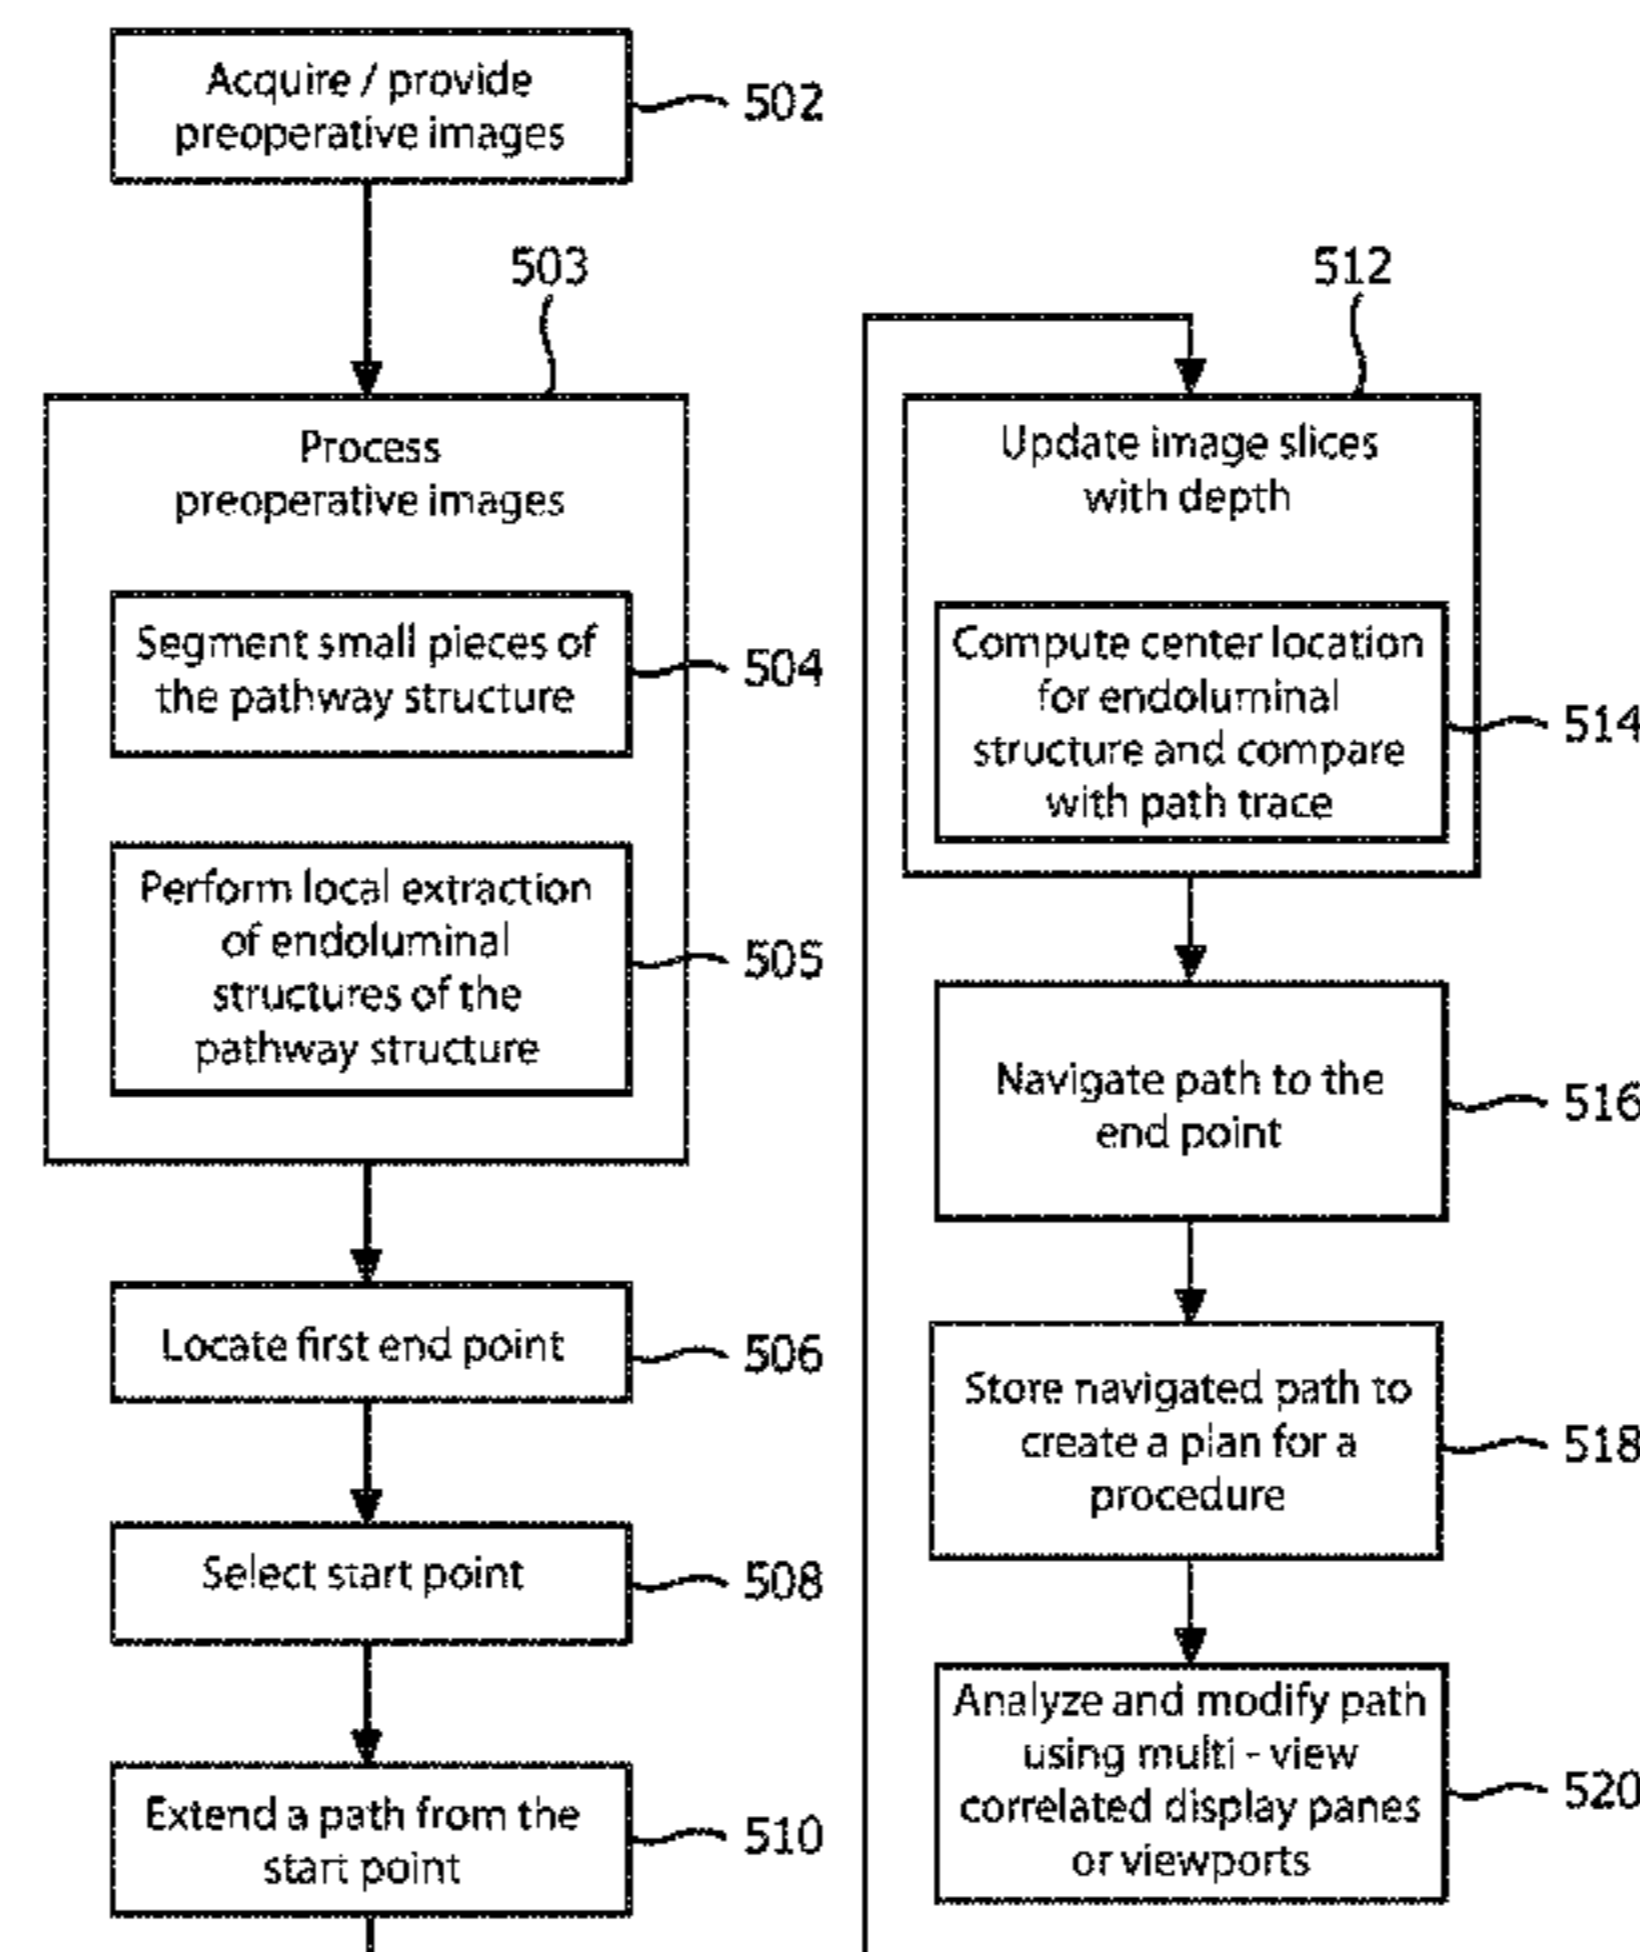 Acquire / provide
preoperative images
502
503
Process
preoperative images
Segment small pieces of
the pathway structure
504
Perform local extraction
of endoluminal
structures of the
pathway structure
505
Locate first end point
506
Select start point
508
Extend a path from the
start point
510
512
Update image slices
with depth
Compute center location
for endoluminal
structure and compare
with path trace
514
Navigate path to the
end point
516
Store navigated path to
create a plan for a
procedure
518
Analyze and modify path
using multi - view
correlated display panes
or viewports
520